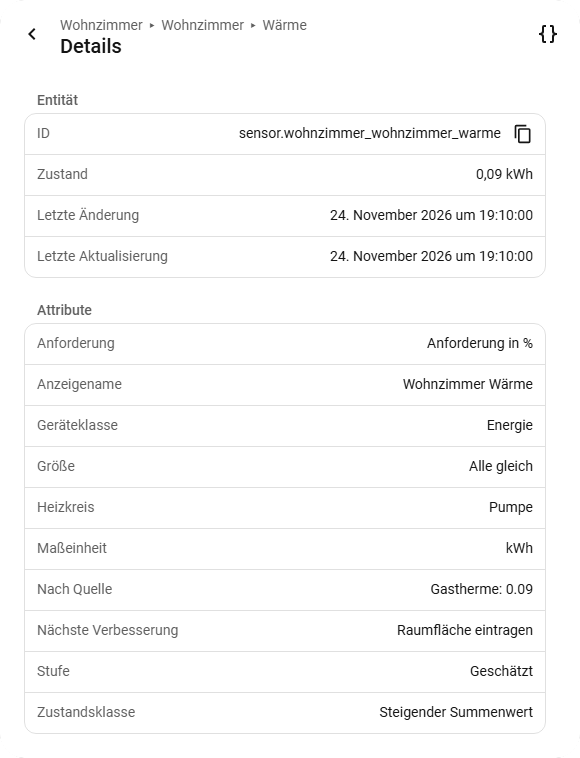 Wohnzimmer ▸ Wohnzimmer ▸ Wärme
Details
Entität
ID sensor.wohnzimmer_wohnzimmer_warme
Zustand 0,09 kWh
Letzte Änderung 24. November 2026 um 19:10:00
Letzte Aktualisierung 24. November 2026 um 19:10:00
Attribute
Anforderung Anforderung in %
Anzeigename Wohnzimmer Wärme
Geräteklasse Energie
Größe Alle gleich
Heizkreis Pumpe
Maßeinheit kWh
Nach Quelle Gastherme: 0.09
Nächste Verbesserung Raumfläche eintragen
Stufe Geschätzt
Zustandsklasse Steigender Summenwert